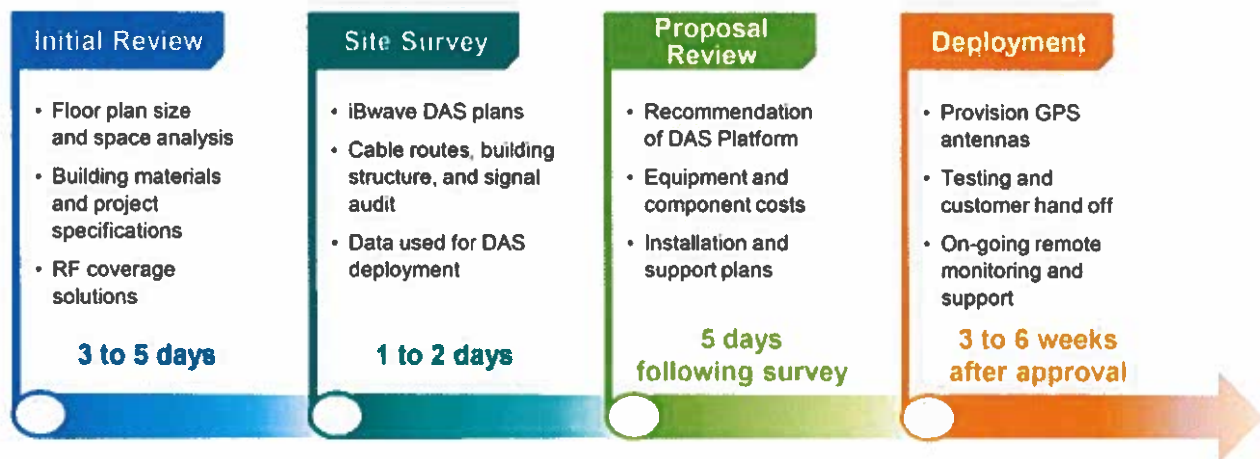 Initial Review
• Floor plan size
and space analysis
• Building materials
and project
specifications
• RF coverage
solutions
3 to 5 days
Site Survey
• iBwave DAS plans
• Cable routes, building
structure, and signal
audit
• Data used for DAS
deployment
1 to 2 days
Proposal
Review
• Recommendation
of DAS Platform
• Equipment and
component costs
• Installation and
support plans
5 days
following survey
Deployment
• Provision GPS
antennas
• Testing and
customer hand off
• On-going remote
monitoring and
support
3 to 6 weeks
after approval